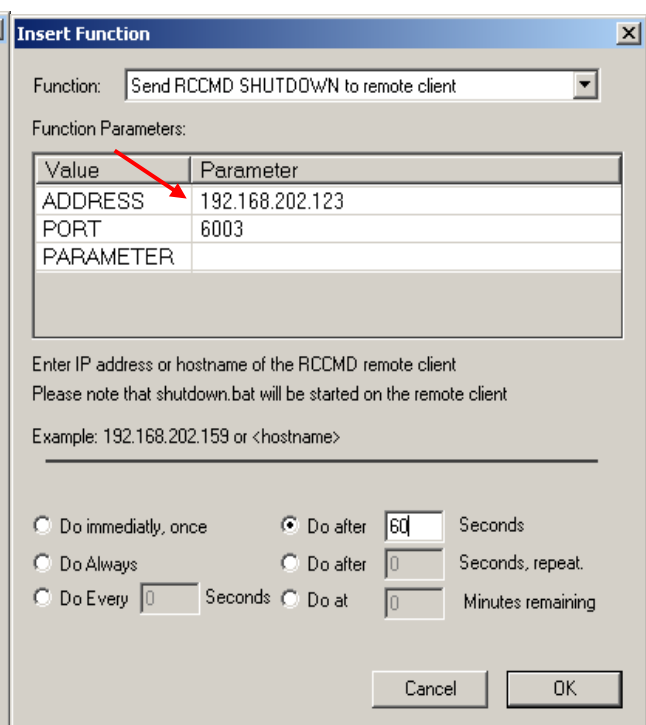 Insert Function
Function: Send RCCMD SHUTDOWN to remote client
Function Parameters:
Value Parameter
ADDRESS 192.168.202.123
PORT 6003
PARAMETER
Enter IP address or hostname of the RCCMD remote client
Please note that shutdown.bat will be started on the remote client
Example: 192.168.202.159 or <hostname>
Do immediatly, once Do after 60 Seconds
Do Always Do after 0 Seconds, repeat.
Do Every 0 Seconds Do at 0 Minutes remaining
Cancel OK